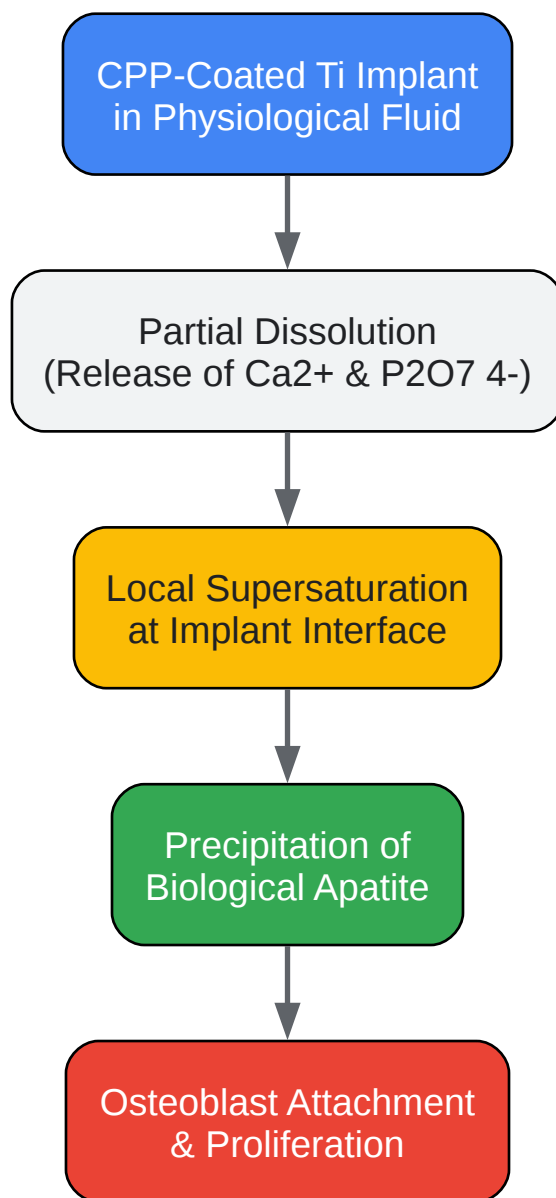 CPP-Coated Ti Implant
in Physiological Fluid
Partial Dissolution
(Release of Ca2+ & P2O7 4-)
Local Supersaturation
at Implant Interface
Precipitation of
Biological Apatite
Osteoblast Attachment
& Proliferation